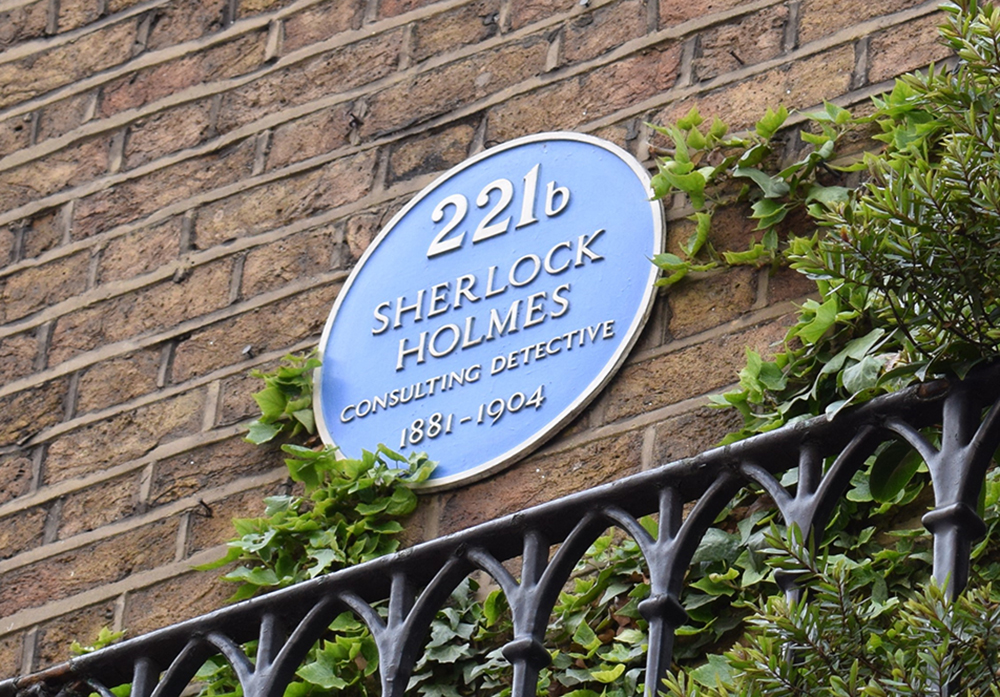 221b
SHERLOCK
HOLMES
CONSULTING DETECTIVE
1881-1904